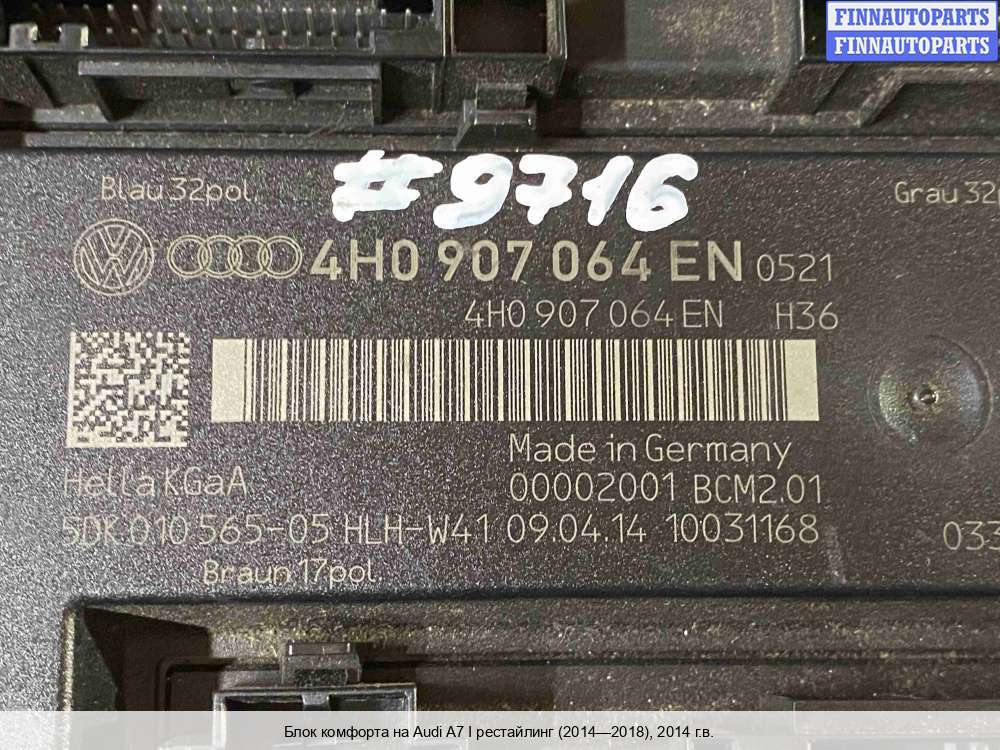 FINNAUTOPARTS
FINNAUTOPARTS
#9716
Blau 32pol.
Grau 32
4H0 907 064 EN 0521
4H0 907 064 EN H36
Made in Germany
Hella KGaA
00002001 BCM2.01
5DK 010 565-05 HLH-W41 09.04.14 10031168
033
Braun 17pol.
Блок комфорта на Audi A7 I рестайлинг (2014—2018), 2014 г.в.